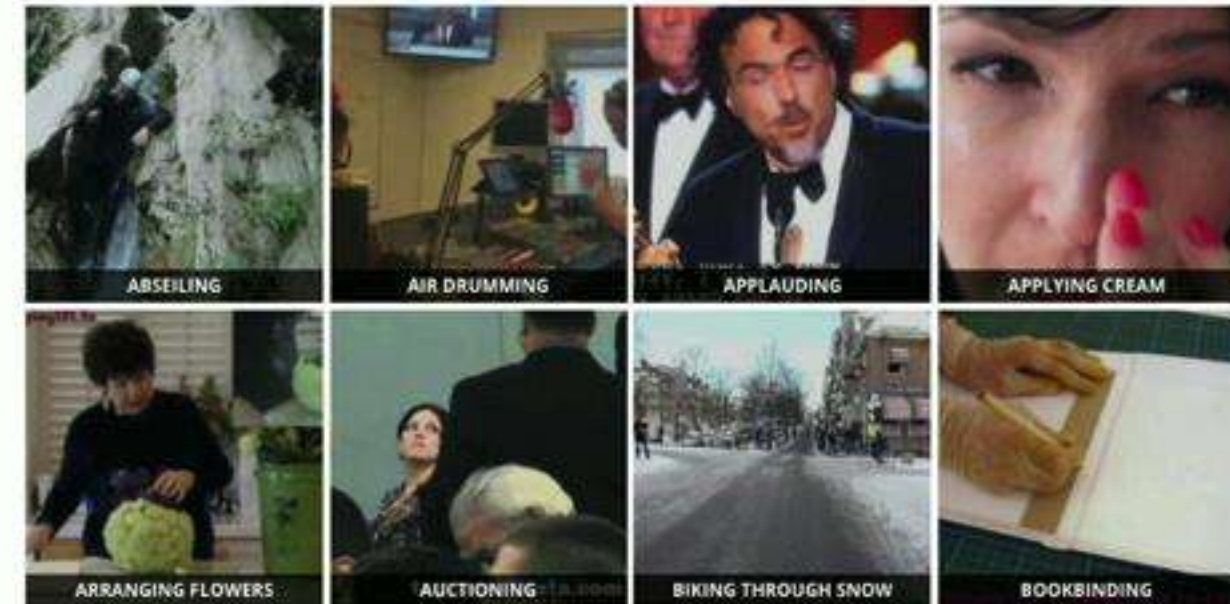 ABSEILING
AIR DRUMMING
APPLAUDING
APPLYING CREAM
ARRANGING FLOWERS
AUCTIONING
BIKING THROUGH SNOW
BOOKBINDING